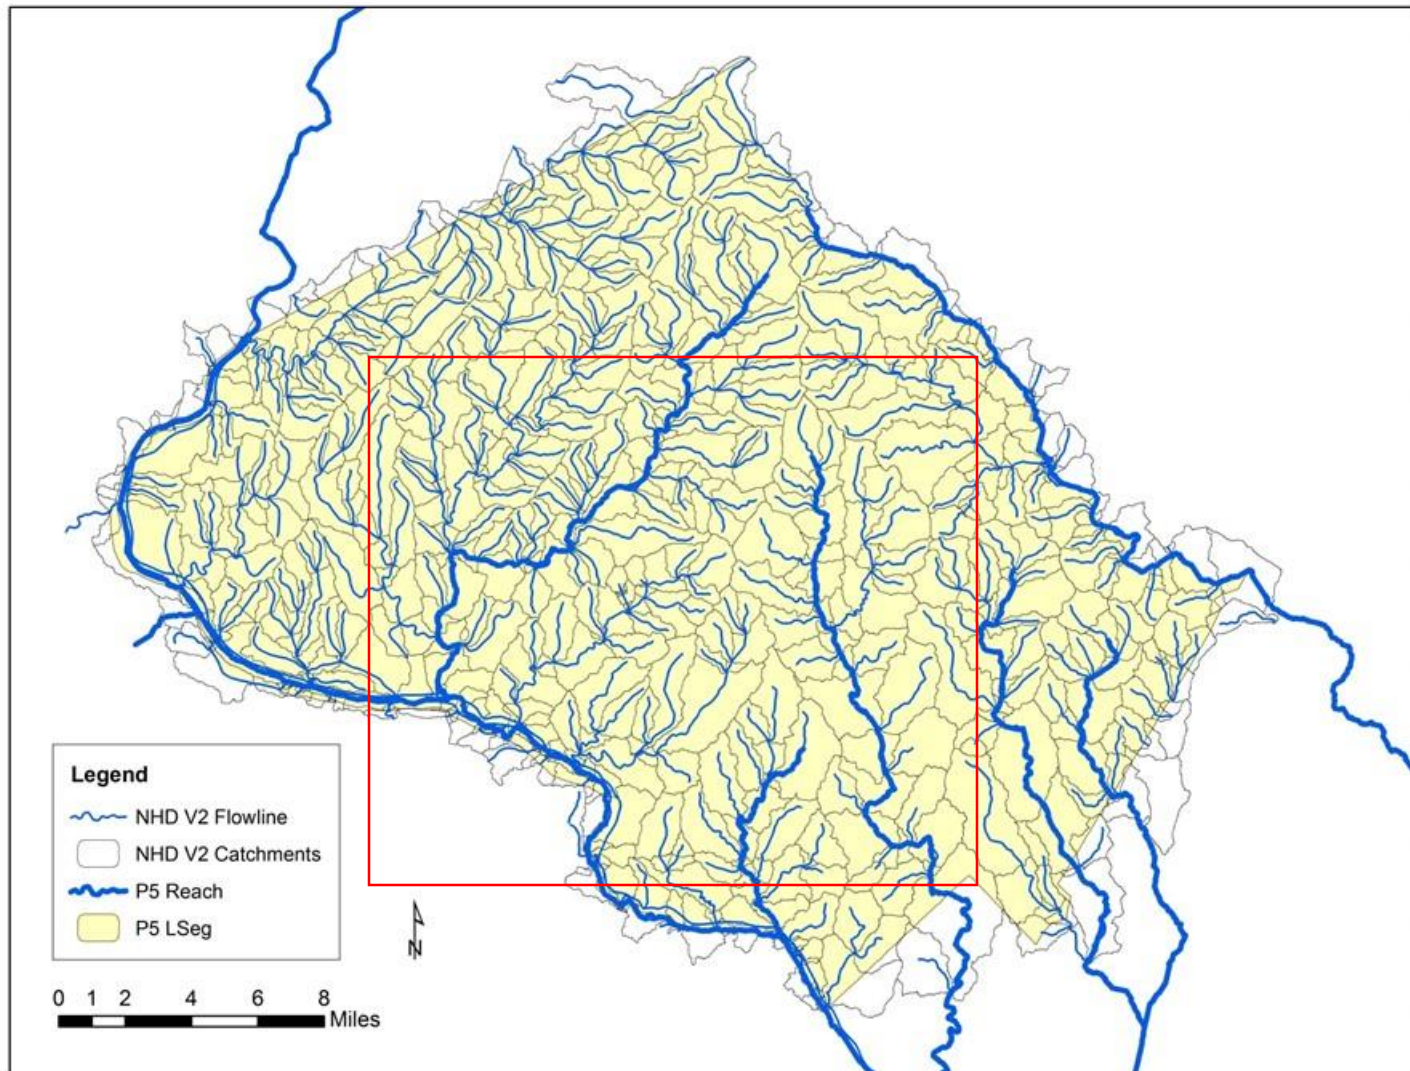 Legend
NHD V2 Flowline
NHD V2 Catchments
P5 Reach
P5 LSeg
N
0 1 2 4 6 8 Miles